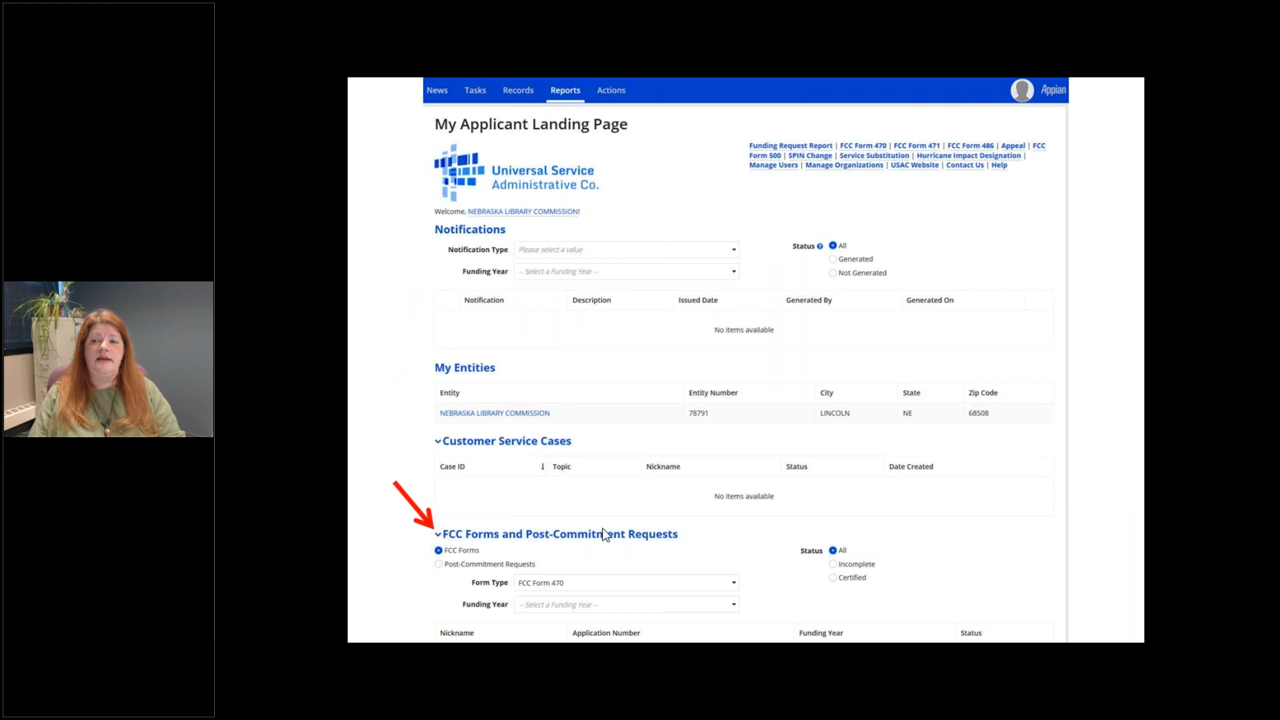 News Tasks Records Reports Actions Appian
My Applicant Landing Page
Universal Service
Administrative Co.
Funding Request Report | FCC Form 470 | FCC Form 471 | FCC Form 486 | Appeal | FCC
Form 500 | SPIN Change | Service Substitution | Hurricane Impact Designation |
Manage Users | Manage Organizations | USAC Website | Contact Us | Help
Welcome, NEBRASKA LIBRARY COMMISSION!
Notifications
Notification Type Please select a value Status All
Generated
Funding Year -- Select a Funding Year -- Not Generated
Notification Description Issued Date Generated By Generated On
No items available
My Entities
Entity Entity Number City State Zip Code
NEBRASKA LIBRARY COMMISSION 78791 LINCOLN NE 68508
Customer Service Cases
Case ID Topic Nickname Status Date Created
No items available
FCC Forms and Post-Commitment Requests
FCC Forms Status All
Post-Commitment Requests Incomplete
Form Type FCC Form 470 Certified
Funding Year -- Select a Funding Year --
Nickname Application Number Funding Year Status